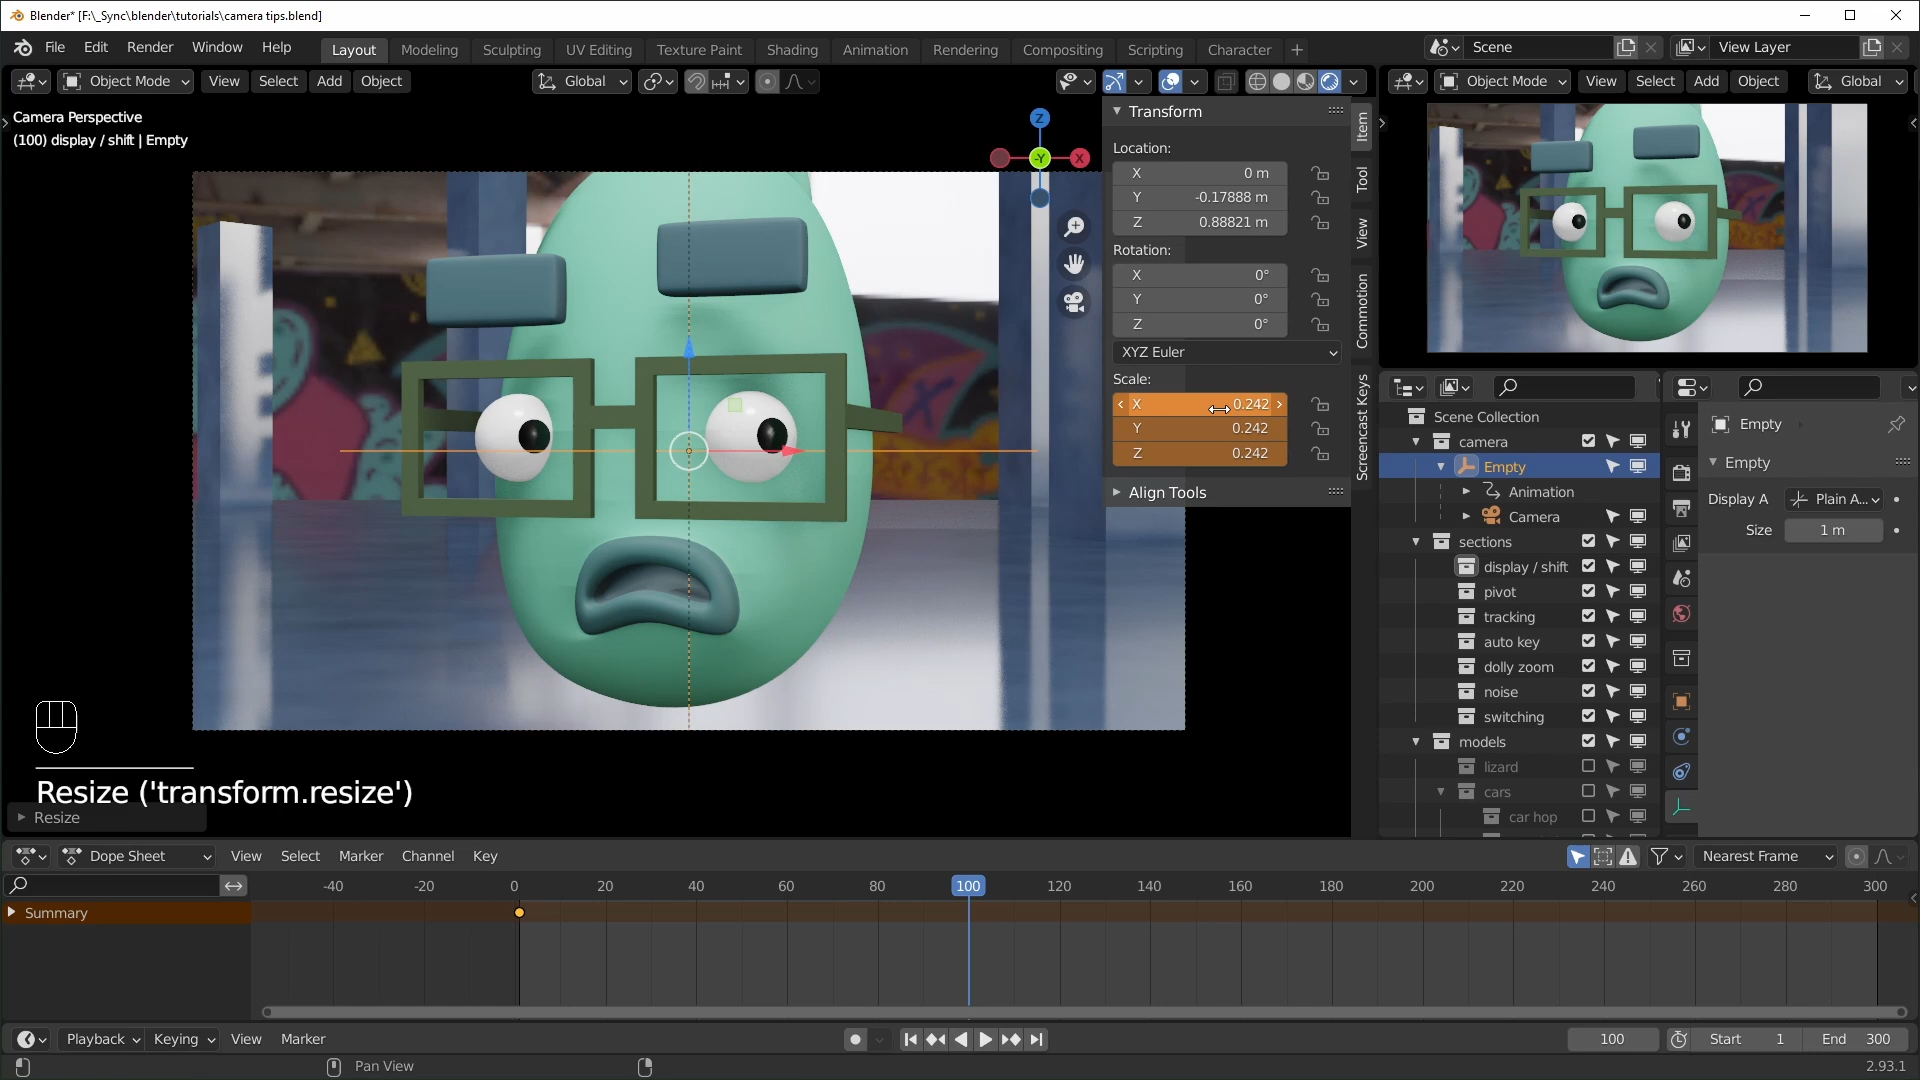 Blender* [F:\_Sync\blender\tutorials\camera tips.blend]
File Edit Render Window Help Layout Modeling Sculpting UV Editing Texture Paint Shading Animation Rendering Compositing Scripting Character + Scene View Layer
Object Mode View Select Add Object Global Object Mode View Select Add Object Global
Camera Perspective
(100) display / shift | Empty
Z
-Y X
Transform
Location:
X 0 m
Y -0.17888 m
Z 0.88821 m
Rotation:
X 0°
Y 0°
Z 0°
XYZ Euler
Scale:
X 0.242
Y 0.242
Z 0.242
Align Tools
Item
Tool
View
Commotion
Screencast Keys
Scene Collection
camera
Empty
Animation
Camera
sections
display / shift
pivot
tracking
auto key
dolly zoom
noise
switching
models
lizard
cars
car hop
Empty
Empty
Display A Plain A...
Size 1 m
Resize ('transform.resize')
Resize
Dope Sheet View Select Marker Channel Key Nearest Frame
-40 -20 0 20 40 60 80 100 120 140 160 180 200 220 240 260 280 300
Summary
Playback Keying View Marker 100 Start 1 End 300
Pan View 2.93.1